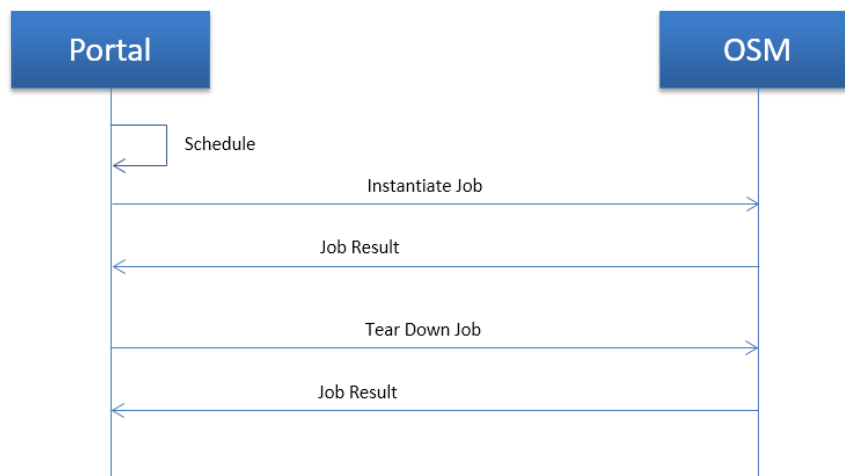 Portal
OSM
Schedule
Instantiate Job
Job Result
Tear Down Job
Job Result